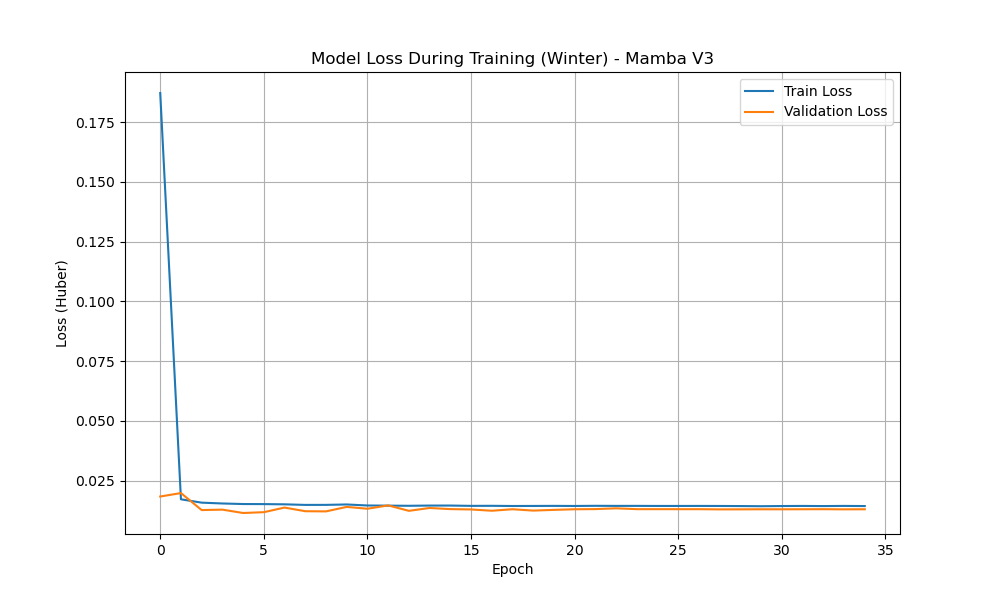 Model Loss During Training (Winter) - Mamba V3
Train Loss
Validation Loss
Loss (Huber)
0.175
0.150
0.125
0.100
0.075
0.050
0.025
0 5 10 15 20 25 30 35
Epoch